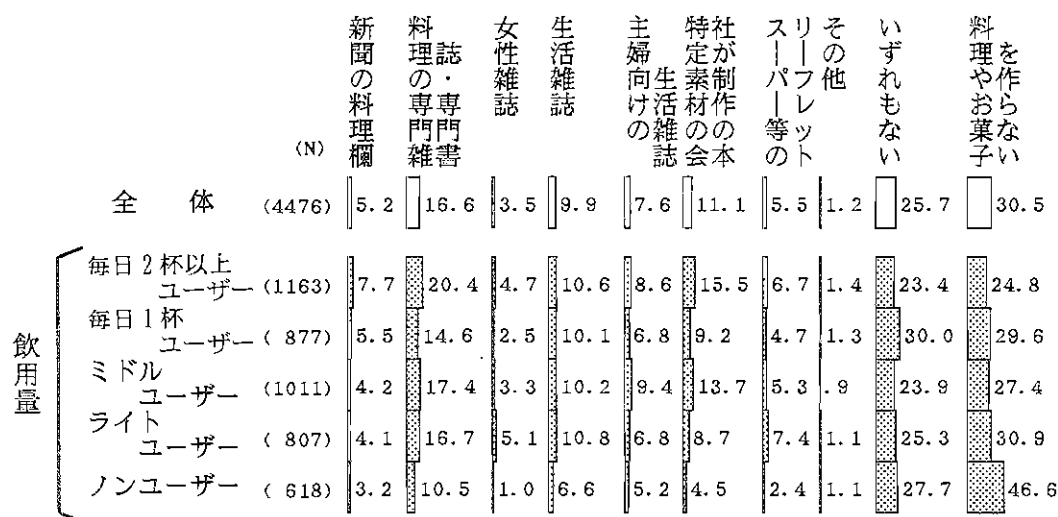 新聞の料理欄
料理の専門雑
誌・専門書
女性雑誌
生活雑誌
主婦向けの
生活雑誌
特定素材の会
社が制作の本
スーパー等の
リーフレット
その他
いずれもない
料理やお菓子
を作らない
(N)
全 体 (4476) 5.2 16.6 3.5 9.9 7.6 11.1 5.5 1.2 25.7 30.5
飲用量
毎日2杯以上
ユーザー (1163) 7.7 20.4 4.7 10.6 8.6 15.5 6.7 1.4 23.4 24.8
毎日1杯
ユーザー ( 877) 5.5 14.6 2.5 10.1 6.8 9.2 4.7 1.3 30.0 29.6
ミドル
ユーザー (1011) 4.2 17.4 3.3 10.2 9.4 13.7 5.3 .9 23.9 27.4
ライト
ユーザー ( 807) 4.1 16.7 5.1 10.8 6.8 8.7 7.4 1.1 25.3 30.9
ノンユーザー ( 618) 3.2 10.5 1.0 6.6 5.2 4.5 2.4 1.1 27.7 46.6